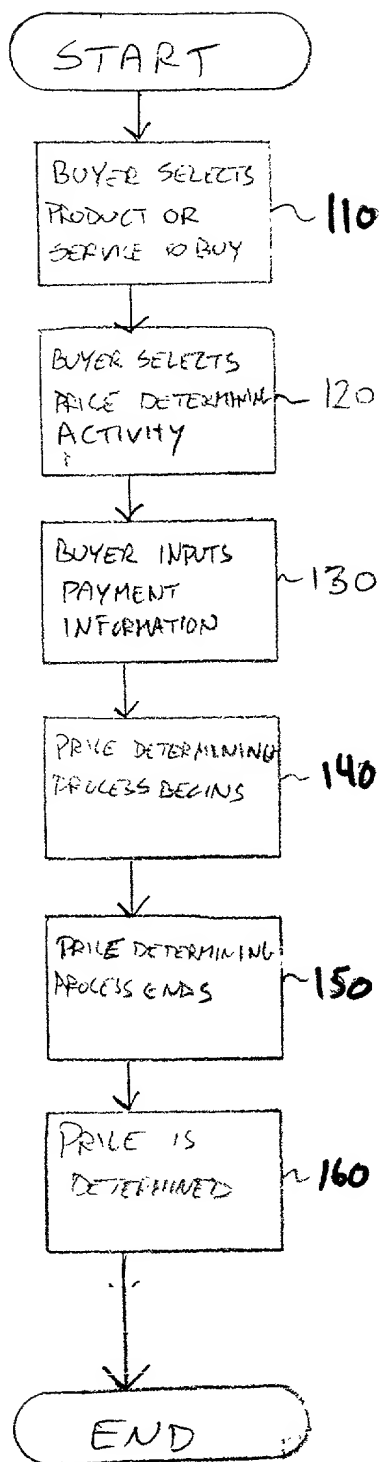 START
BUYER SELECTS
PRODUCT OR
SERVICE TO BUY
110
BUYER SELECTS
PRICE DETERMINING
ACTIVITY
120
BUYER INPUTS
PAYMENT
INFORMATION
130
PRICE DETERMINING
PROCESS BEGINS
140
PRICE DETERMINING
PROCESS ENDS
150
PRICE IS
DETERMINED
160
END